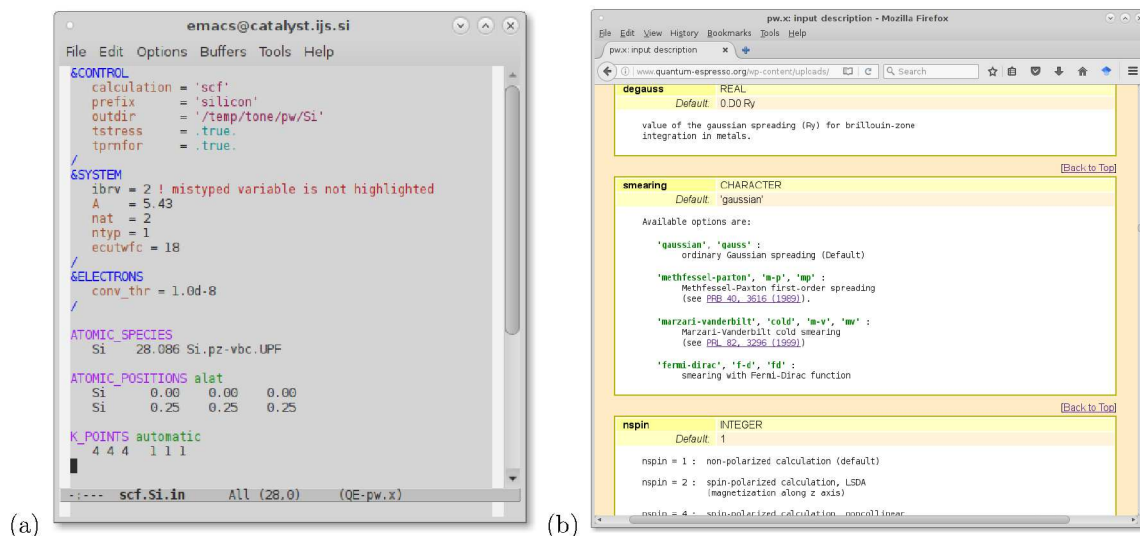 emacs@catalyst.ijs.si
File Edit Options Buffers Tools Help
&CONTROL
calculation = 'scf'
prefix = 'silicon'
outdir = '/temp/tone/pw/Si'
tstress = .true.
tprnfor = .true.
/
&SYSTEM
ibrv = 2 ! mistyped variable is not highlighted
A = 5.43
nat = 2
ntyp = 1
ecutwfc = 18
/
&ELECTRONS
conv_thr = 1.0d-8
/
ATOMIC_SPECIES
Si 28.086 Si.pz-vbc.UPF
ATOMIC_POSITIONS alat
Si 0.00 0.00 0.00
Si 0.25 0.25 0.25
K_POINTS automatic
4 4 4 1 1 1
-:--- scf.Si.in All (28,0) (QE-pw.x)
(a)
pw.x: input description - Mozilla Firefox
File Edit View History Bookmarks Tools Help
pw.x: input description
www.quantum-espresso.org/wp-content/uploads/ Search
degauss REAL
Default: 0.D0 Ry
value of the gaussian spreading (Ry) for brillouin-zone
integration in metals.
[Back to Top]
smearing CHARACTER
Default: 'gaussian'
Available options are:
'gaussian', 'gauss' :
ordinary Gaussian spreading (Default)
'methfessel-paxton', 'm-p', 'mp' :
Methfessel-Paxton first-order spreading
(see PRB 40, 3616 (1989)).
'marzari-vanderbilt', 'cold', 'm-v', 'mv' :
Marzari-Vanderbilt cold smearing
(see PRL 82, 3296 (1999))
'fermi-dirac', 'f-d', 'fd' :
smearing with Fermi-Dirac function
[Back to Top]
nspin INTEGER
Default: 1
nspin = 1 : non-polarized calculation (default)
nspin = 2 : spin-polarized calculation, LSDA
(magnetization along z axis)
nspin = 4 : spin-polarized calculation, noncollinear
(b)